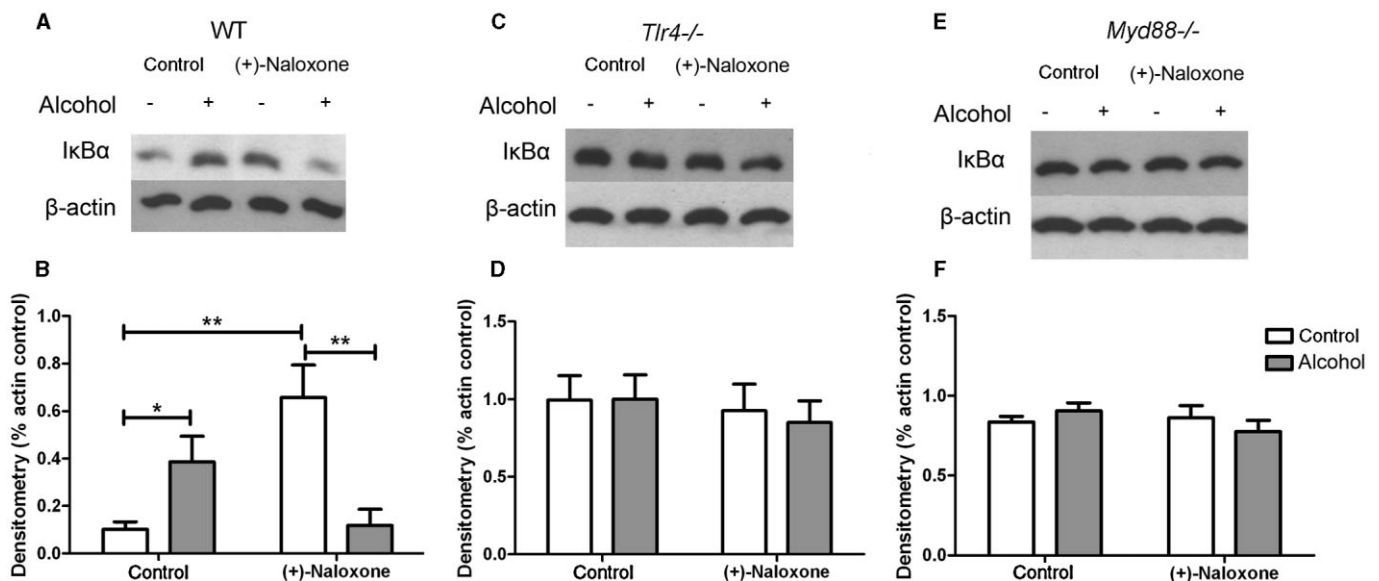 A
WT
Control (+)-Naloxone
Alcohol - + - +
IκBα
β-actin
B
Densitometry (% actin control)
1.0
0.8
0.6
0.4
0.2
0.0
**
**
*
Control (+)-Naloxone
C
Tlr4-/-
Control (+)-Naloxone
Alcohol - + - +
IκBα
β-actin
D
Densitometry (% actin control)
1.5
1.0
0.5
0.0
Control (+)-Naloxone
E
Myd88-/-
Control (+)-Naloxone
Alcohol - + - +
IκBα
β-actin
F
Densitometry (% actin control)
1.5
1.0
0.5
0.0
Control
Alcohol
Control (+)-Naloxone